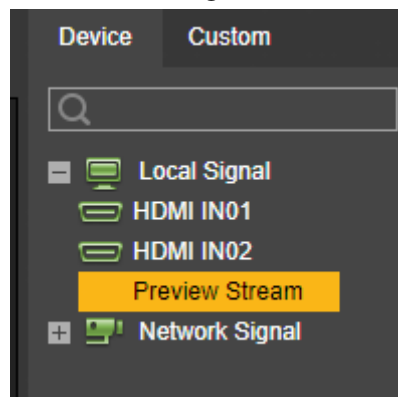 Device Custom
Local Signal
HDMI IN01
HDMI IN02
Preview Stream
Network Signal